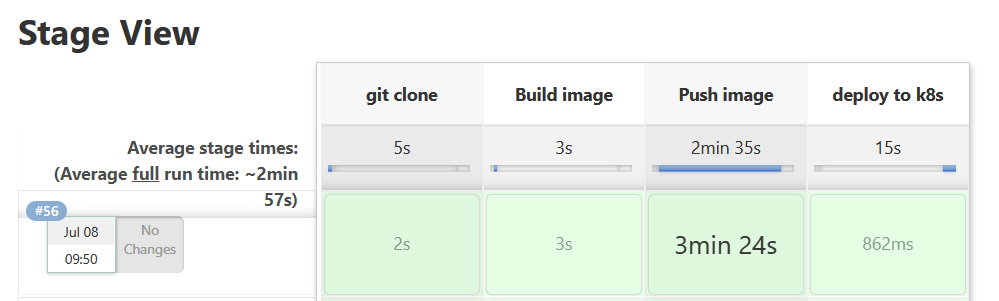 Stage View
git clone
Build image
Push image
deploy to k8s
Average stage times:
(Average full run time: ~2min
57s)
5s
3s
2min 35s
15s
#56
Jul 08
09:50
No
Changes
2s
3s
3min 24s
862ms